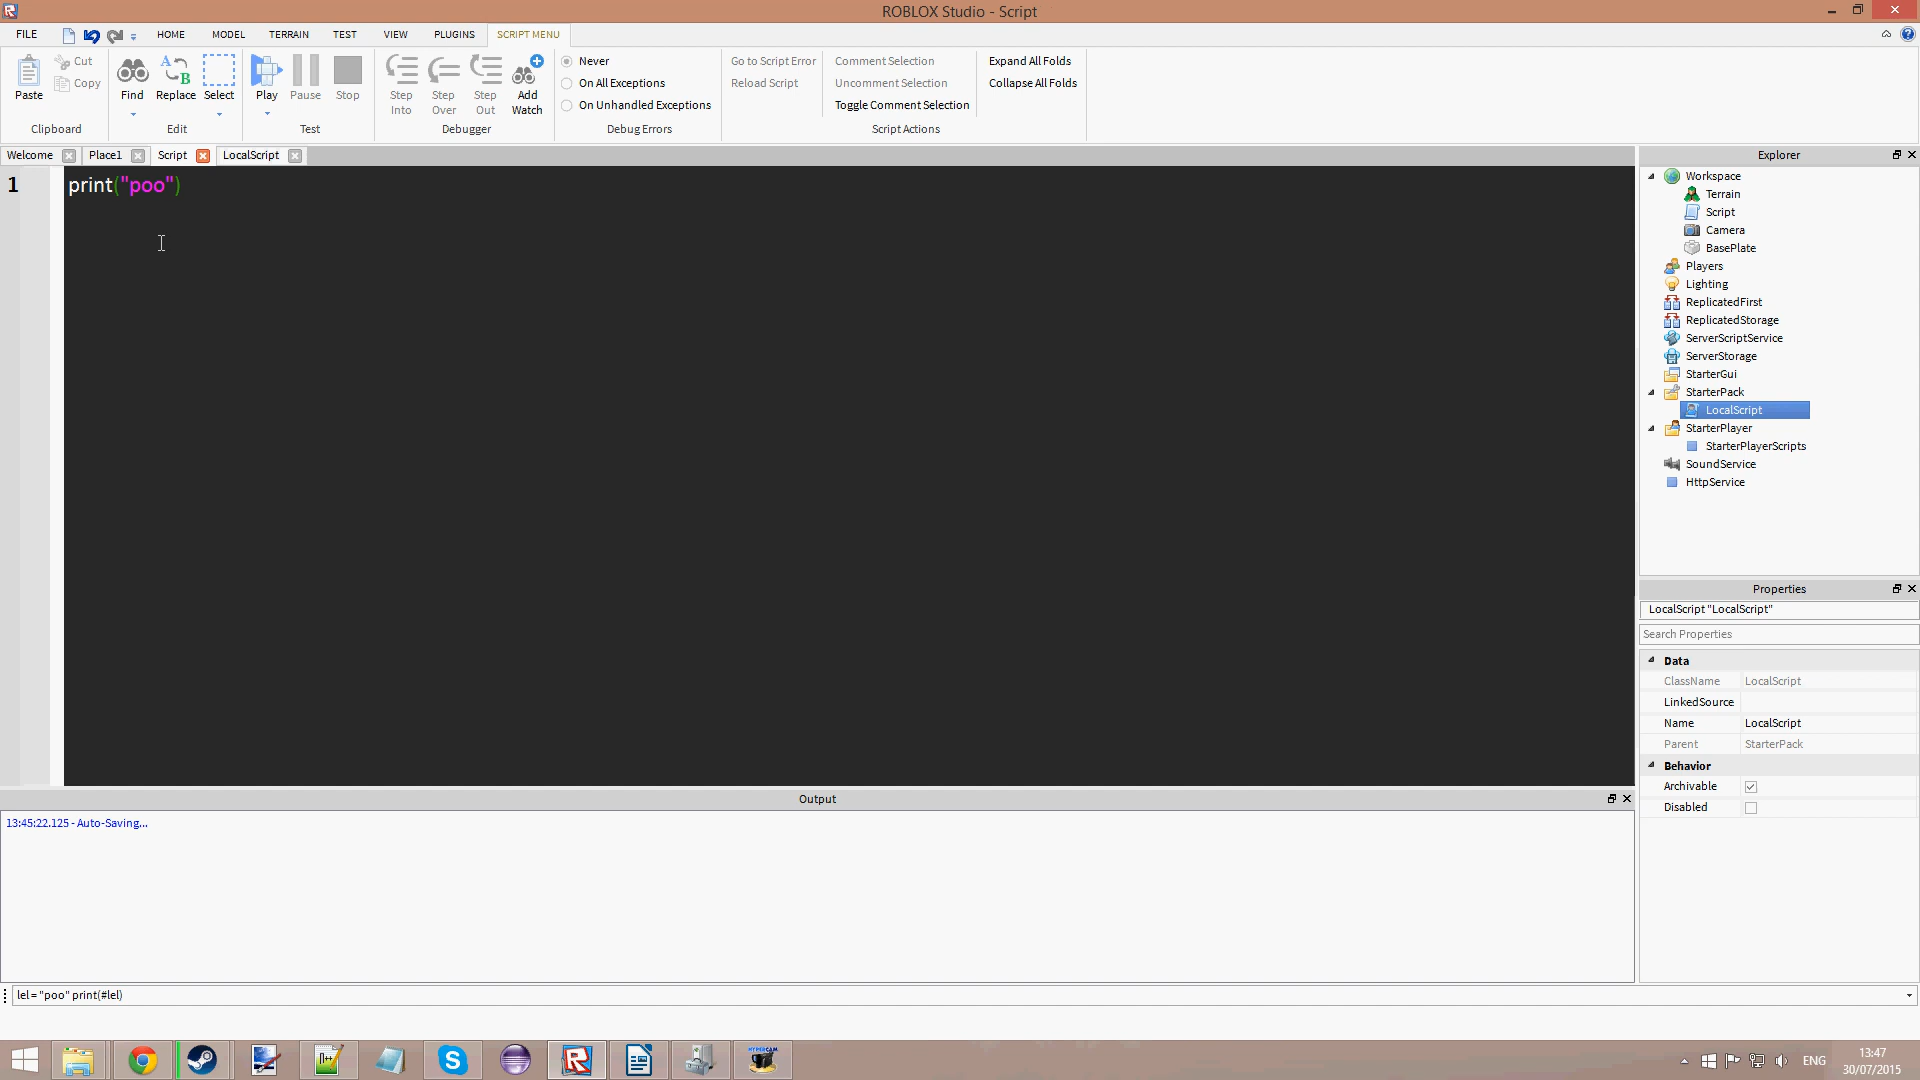 ROBLOX Studio - Script
FILE HOME MODEL TERRAIN TEST VIEW PLUGINS SCRIPT MENU
Paste Cut Copy
Find Replace Select
Play Pause Stop
Step Into Step Over Step Out Add Watch
Never
On All Exceptions
On Unhandled Exceptions
Go to Script Error
Reload Script
Comment Selection
Uncomment Selection
Toggle Comment Selection
Expand All Folds
Collapse All Folds
Clipboard Edit Test Debugger Debug Errors Script Actions
Welcome Place1 Script LocalScript
1 print("poo")
Explorer
Workspace
Terrain
Script
Camera
BasePlate
Players
Lighting
ReplicatedFirst
ReplicatedStorage
ServerScriptService
ServerStorage
StarterGui
StarterPack
LocalScript
StarterPlayer
StarterPlayerScripts
SoundService
HttpService
Properties
LocalScript "LocalScript"
Search Properties
Data
ClassName LocalScript
LinkedSource
Name LocalScript
Parent StarterPack
Behavior
Archivable
Disabled
Output
13:45:22.125 - Auto-Saving...
lel = "poo" print(#lel)
HYPERCAM
ENG
13:47
30/07/2015